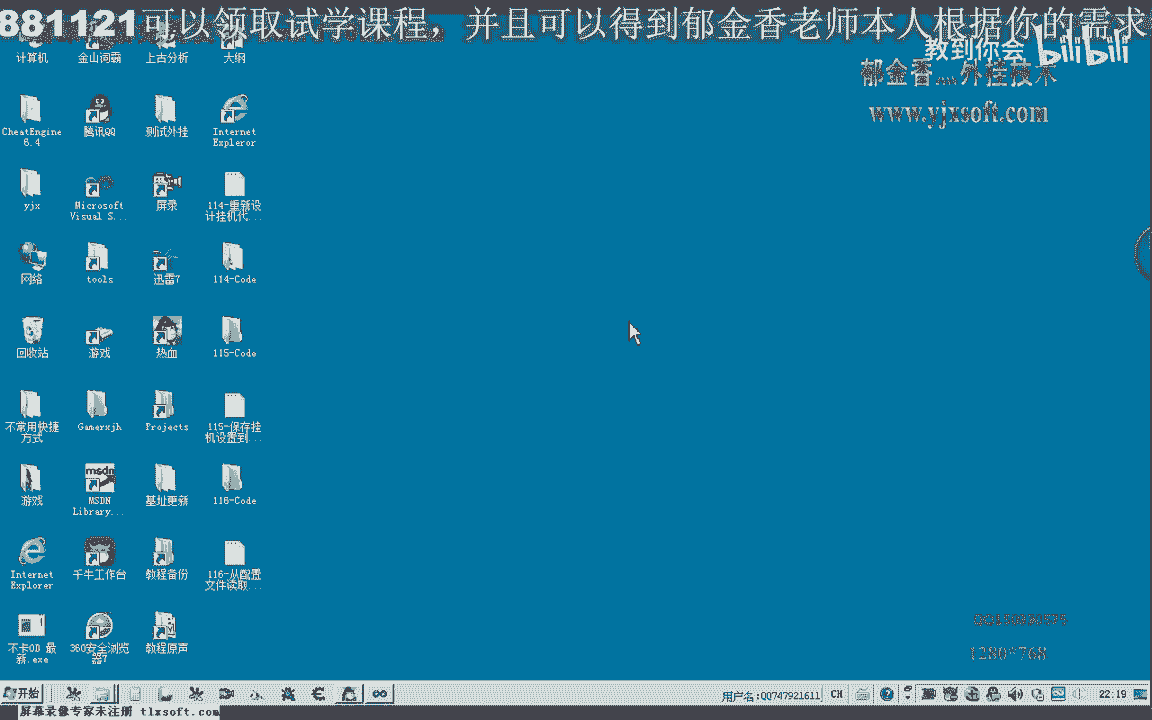 881121可以领取试学课程，并且可以得到郁金香老师本人根据你的需求
教到你会
bilibili
郁金香...外挂技术
www.yjxsoft.com
计算机
金山词霸
上古分析
大纲
CheatEngine
6.4
腾讯QQ
测试外挂
Internet
Exploror
yjx
Microsoft
Visual S...
屏录
114-重新设
计挂机代...
网络
tools
迅雷7
114-Code
回收站
游戏
热血
115-Code
不常用快捷
方式
Gamerxjh
Projects
115-保存挂
机设置到...
游戏
msdn
MSDN
Library...
基址更新
116-Code
Internet
Explorer
千牛工作台
教程备份
116-从配置
文件读取...
不卡OD 最
新.exe
360安全浏览
器7
教程原声
1280*768
开始
用户名:QQ747921611
CH
22:19
屏幕录像专家未注册 tlxsoft.com